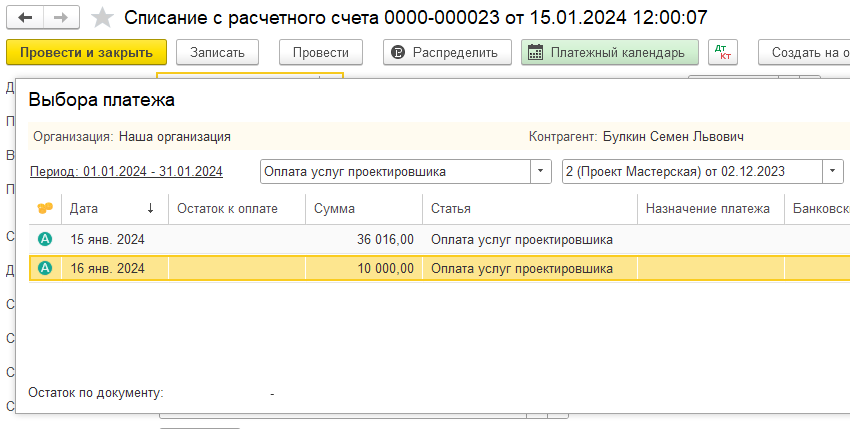 Списание с расчетного счета 0000-000023 от 15.01.2024 12:00:07
Провести и закрыть Записать Провести Распределить Платежный календарь Дт Кт Создать на о
Д
Выбора платежа
П
Организация: Наша организация Контрагент: Булкин Семен Львович
В
Период: 01.01.2024 - 31.01.2024 Оплата услуг проектировшика 2 (Проект Мастерская) от 02.12.2023
П
Дата ↓ Остаток к оплате Сумма Статья Назначение платежа Банковск
С
А 15 янв. 2024 36 016,00 Оплата услуг проектировшика
Д
А 16 янв. 2024 10 000,00 Оплата услуг проектировшика
С
С
С
Остаток по документу: -
С